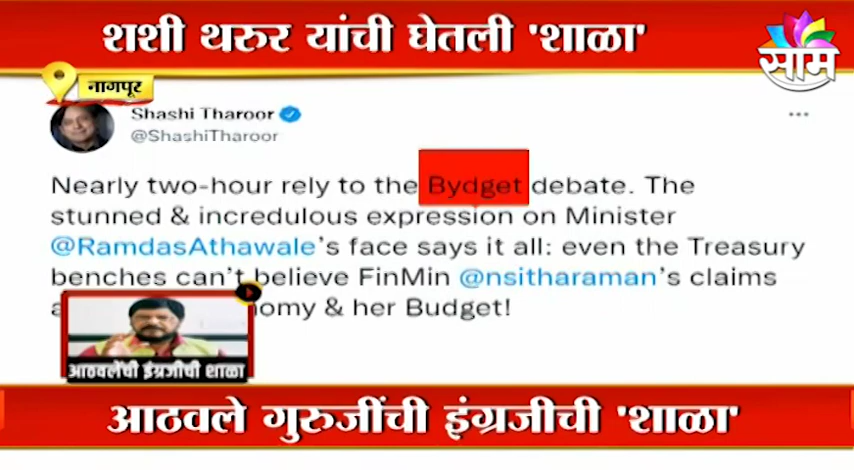 शशी थरुर यांची घेतली 'शाळा'
साम
नागपूर
Shashi Tharoor
@ShashiTharoor
Nearly two-hour rely to the Bydget debate. The
stunned & incredulous expression on Minister
@RamdasAthawale's face says it all: even the Treasury
benches can't believe FinMin @nsitharaman's claims
nomy & her Budget!
आठवलेंची इंग्रजीची शाळा
आठवले गुरुजींची इंग्रजीची 'शाळा'